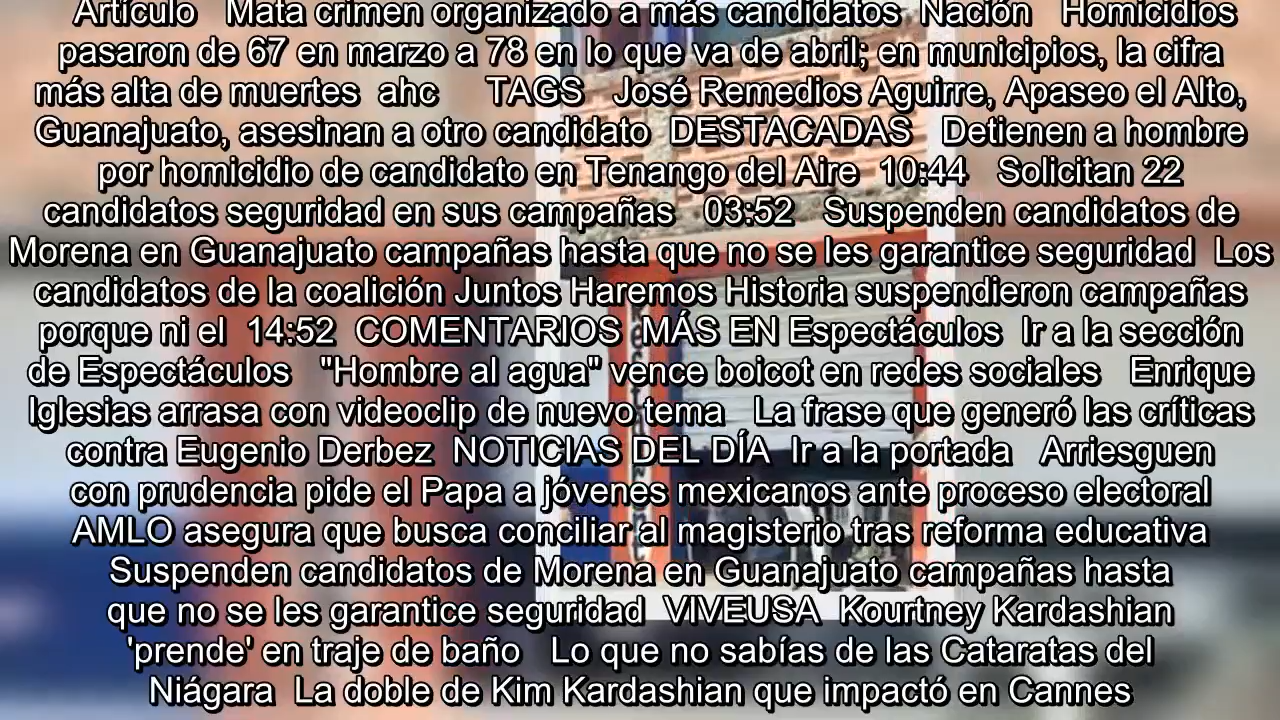 Artículo Mata crimen organizado a más candidatos Nación Homicidios
pasaron de 67 en marzo a 78 en lo que va de abril; en municipios, la cifra
más alta de muertes ahc TAGS José Remedios Aguirre, Apaseo el Alto,
Guanajuato, asesinan a otro candidato DESTACADAS Detienen a hombre
por homicidio de candidato en Tenango del Aire 10:44 Solicitan 22
candidatos seguridad en sus campañas 03:52 Suspenden candidatos de
Morena en Guanajuato campañas hasta que no se les garantice seguridad Los
candidatos de la coalición Juntos Haremos Historia suspendieron campañas
porque ni el 14:52 COMENTARIOS MÁS EN Espectáculos Ir a la sección
de Espectáculos "Hombre al agua" vence boicot en redes sociales Enrique
Iglesias arrasa con videoclip de nuevo tema La frase que generó las críticas
contra Eugenio Derbez NOTICIAS DEL DÍA Ir a la portada Arriesguen
con prudencia pide el Papa a jóvenes mexicanos ante proceso electoral
AMLO asegura que busca conciliar al magisterio tras reforma educativa
Suspenden candidatos de Morena en Guanajuato campañas hasta
que no se les garantice seguridad VIVEUSA Kourtney Kardashian
'prende' en traje de baño Lo que no sabías de las Cataratas del
Niágara La doble de Kim Kardashian que impactó en Cannes